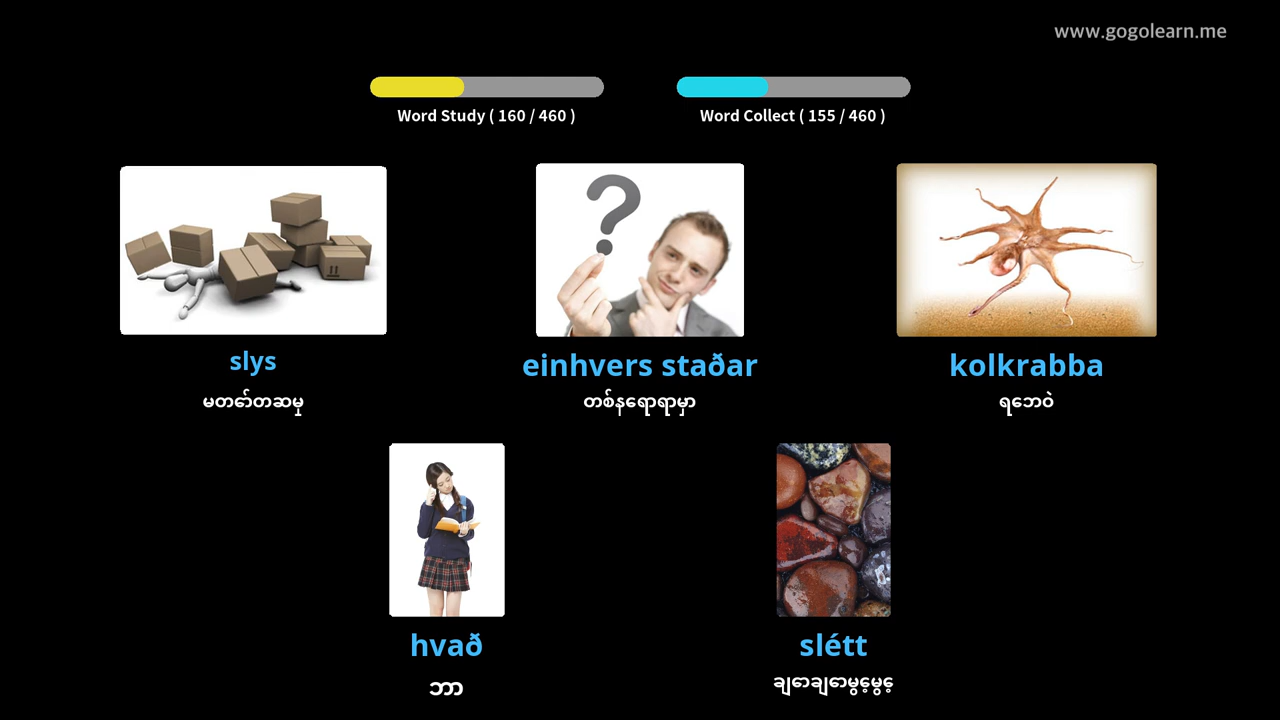 www.gogolearn.me
Word Study ( 160 / 460 )
Word Collect ( 155 / 460 )
slys
မတော်တဆမှု
einhvers staðar
တစ်နေရာရာမှာ
kolkrabba
ရေဘဝဲ
hvað
ဘာ
slétt
ချောချောမွေ့မွေ့